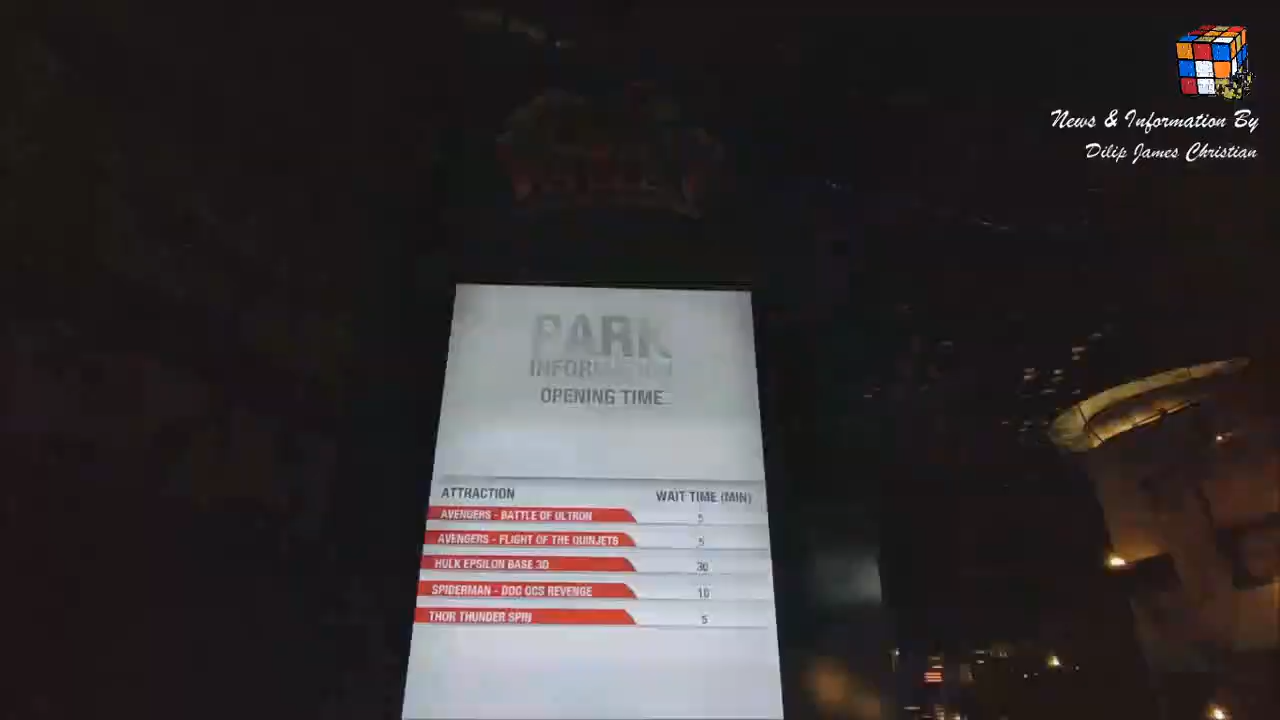 News & Information By
Dilip James Christian
PARK
INFORMATION
OPENING TIME
ATTRACTION WAIT TIME (MIN)
AVENGERS - BATTLE OF ULTRON 5
AVENGERS - FLIGHT OF THE QUINJETS 5
HULK EPSILON BASE 3D 30
SPIDERMAN - DOC OCS REVENGE 10
THOR THUNDER SPIN 5